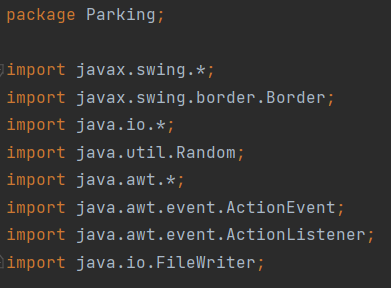 package Parking;
import javax.swing.*;
import javax.swing.border.Border;
import java.io.*;
import java.util.Random;
import java.awt.*;
import java.awt.event.ActionEvent;
import java.awt.event.ActionListener;
import java.io.FileWriter;